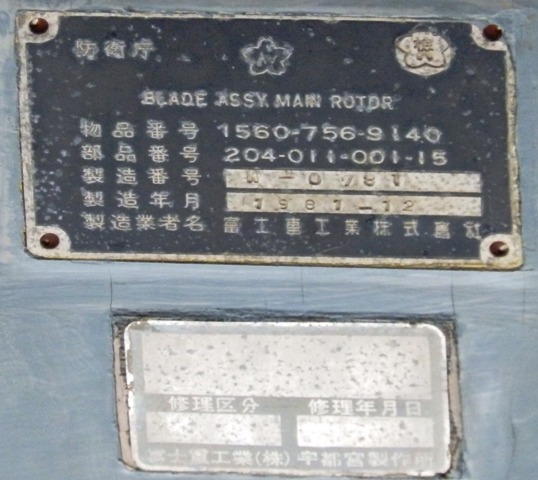 防衛庁
検
BLADE ASSY, MAIN ROTOR
物品番号 1560-756-9140
部品番号 204-011-001-15
製造番号
製造年月 1981-12
製造業者名 富士重工業株式會社
修理区分 修理年月日
富士重工業(株)宇都宮製作所